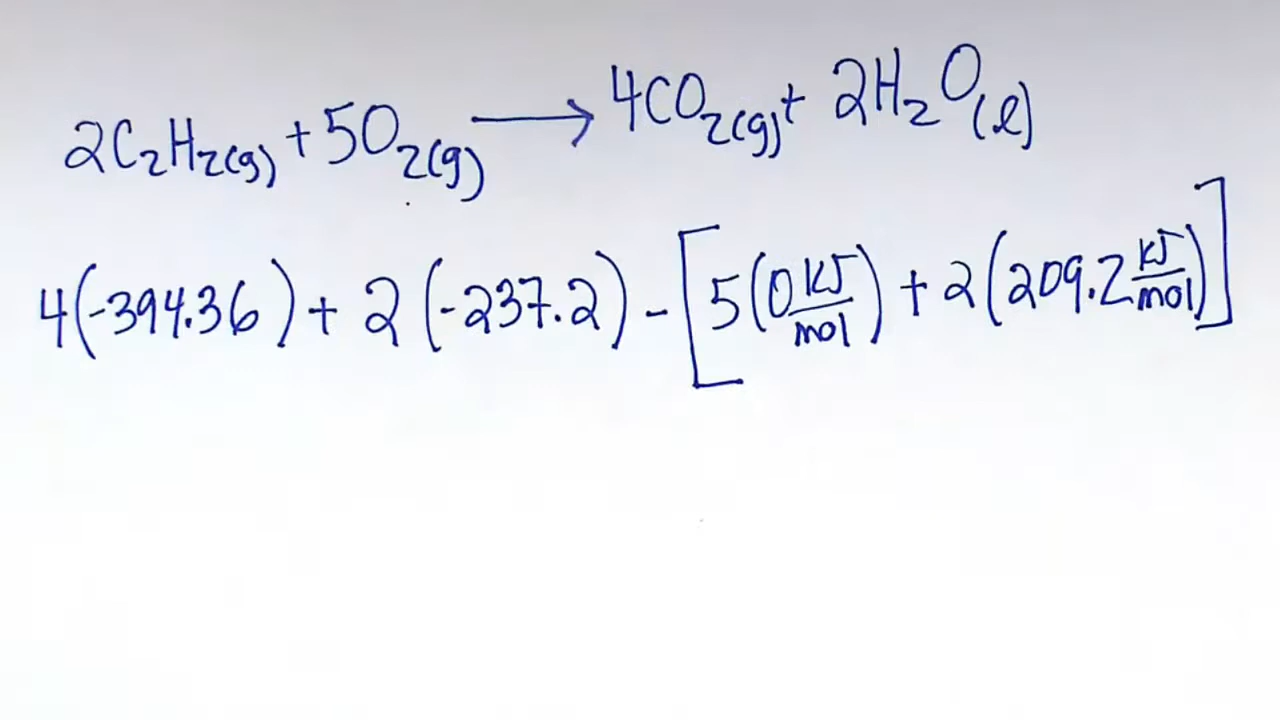 2C₂H₂(g) + 5O₂(g) ⟶ 4CO₂(g) + 2H₂O(l)
4(-394.36) + 2(-237.2) - [5(0 kJ/mol) + 2(209.2 kJ/mol)]